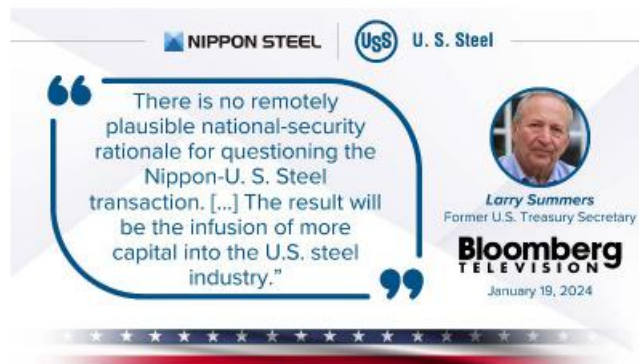 NIPPON STEEL
USS
U. S. Steel
“
There is no remotely
plausible national-security
rationale for questioning the
Nippon-U. S. Steel
transaction. [...] The result will
be the infusion of more
capital into the U.S. steel
industry.”
”
Larry Summers
Former U.S. Treasury Secretary
Bloomberg
TELEVISION
January 19, 2024